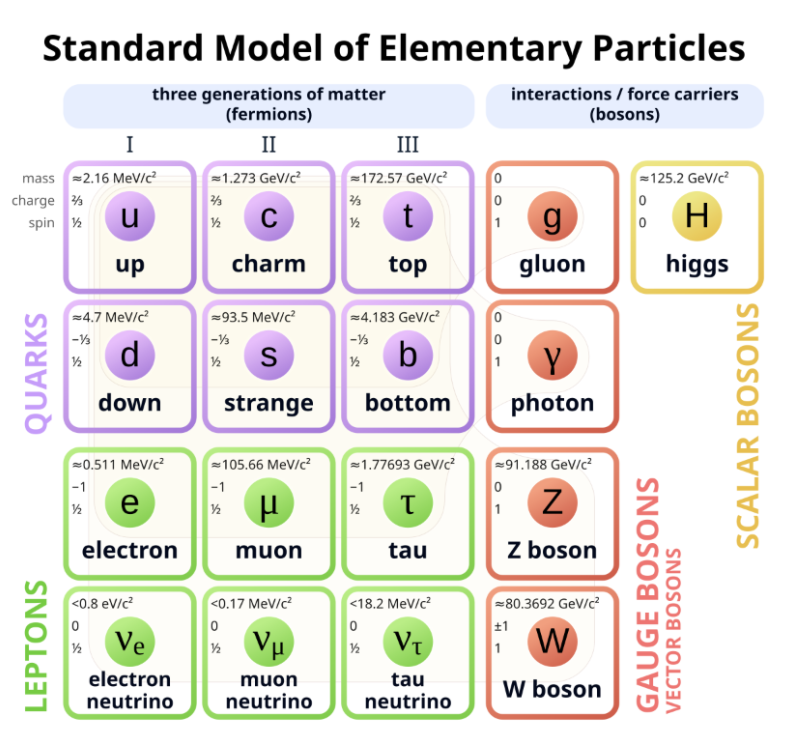 Standard Model of Elementary Particles
three generations of matter
(fermions)
interactions / force carriers
(bosons)
I
II
III
mass
charge
spin
≈2.16 MeV/c²
⅔
½
u
up
≈1.273 GeV/c²
⅔
½
c
charm
≈172.57 GeV/c²
⅔
½
t
top
0
0
1
g
gluon
≈125.2 GeV/c²
0
0
H
higgs
QUARKS
≈4.7 MeV/c²
−⅓
½
d
down
≈93.5 MeV/c²
−⅓
½
s
strange
≈4.183 GeV/c²
−⅓
½
b
bottom
0
0
1
γ
photon
SCALAR BOSONS
LEPTONS
≈0.511 MeV/c²
−1
½
e
electron
≈105.66 MeV/c²
−1
½
μ
muon
≈1.77693 GeV/c²
−1
½
τ
tau
≈91.188 GeV/c²
0
1
Z
Z boson
<0.8 eV/c²
0
½
νe
electron
neutrino
<0.17 MeV/c²
0
½
νμ
muon
neutrino
<18.2 MeV/c²
0
½
ντ
tau
neutrino
≈80.3692 GeV/c²
±1
1
W
W boson
GAUGE BOSONS
VECTOR BOSONS